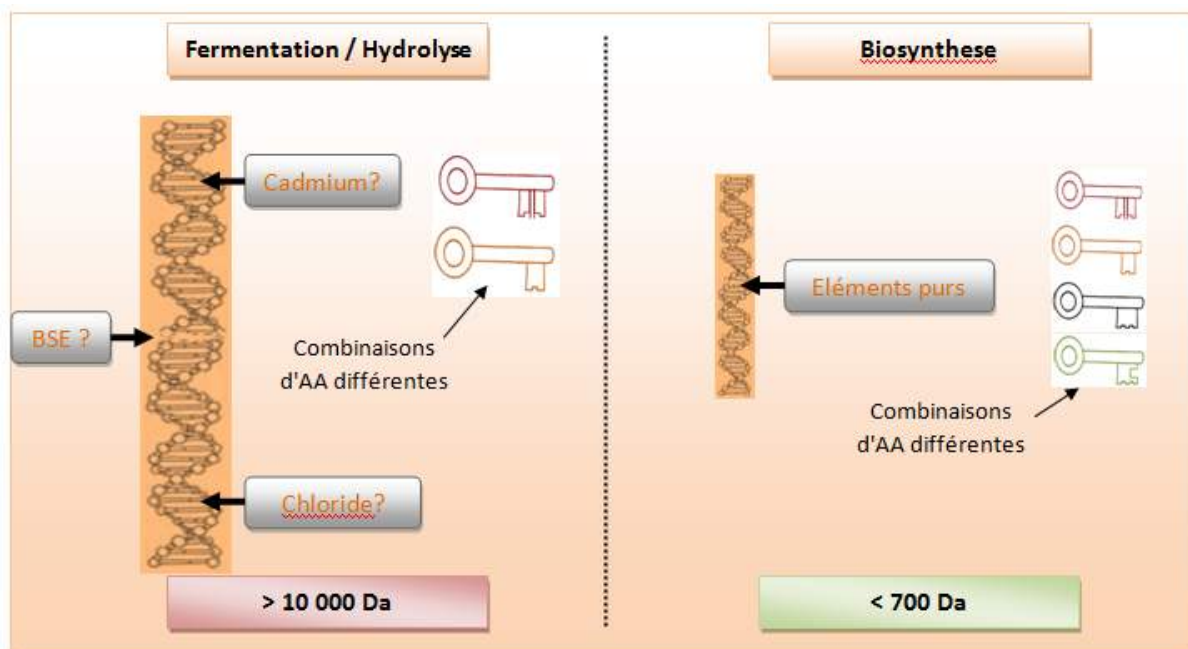 Fermentation / Hydrolyse
Cadmium?
BSE ?
Combinaisons
d'AA différentes
Chloride?
> 10 000 Da
Biosynthese
Eléments purs
Combinaisons
d'AA différentes
< 700 Da